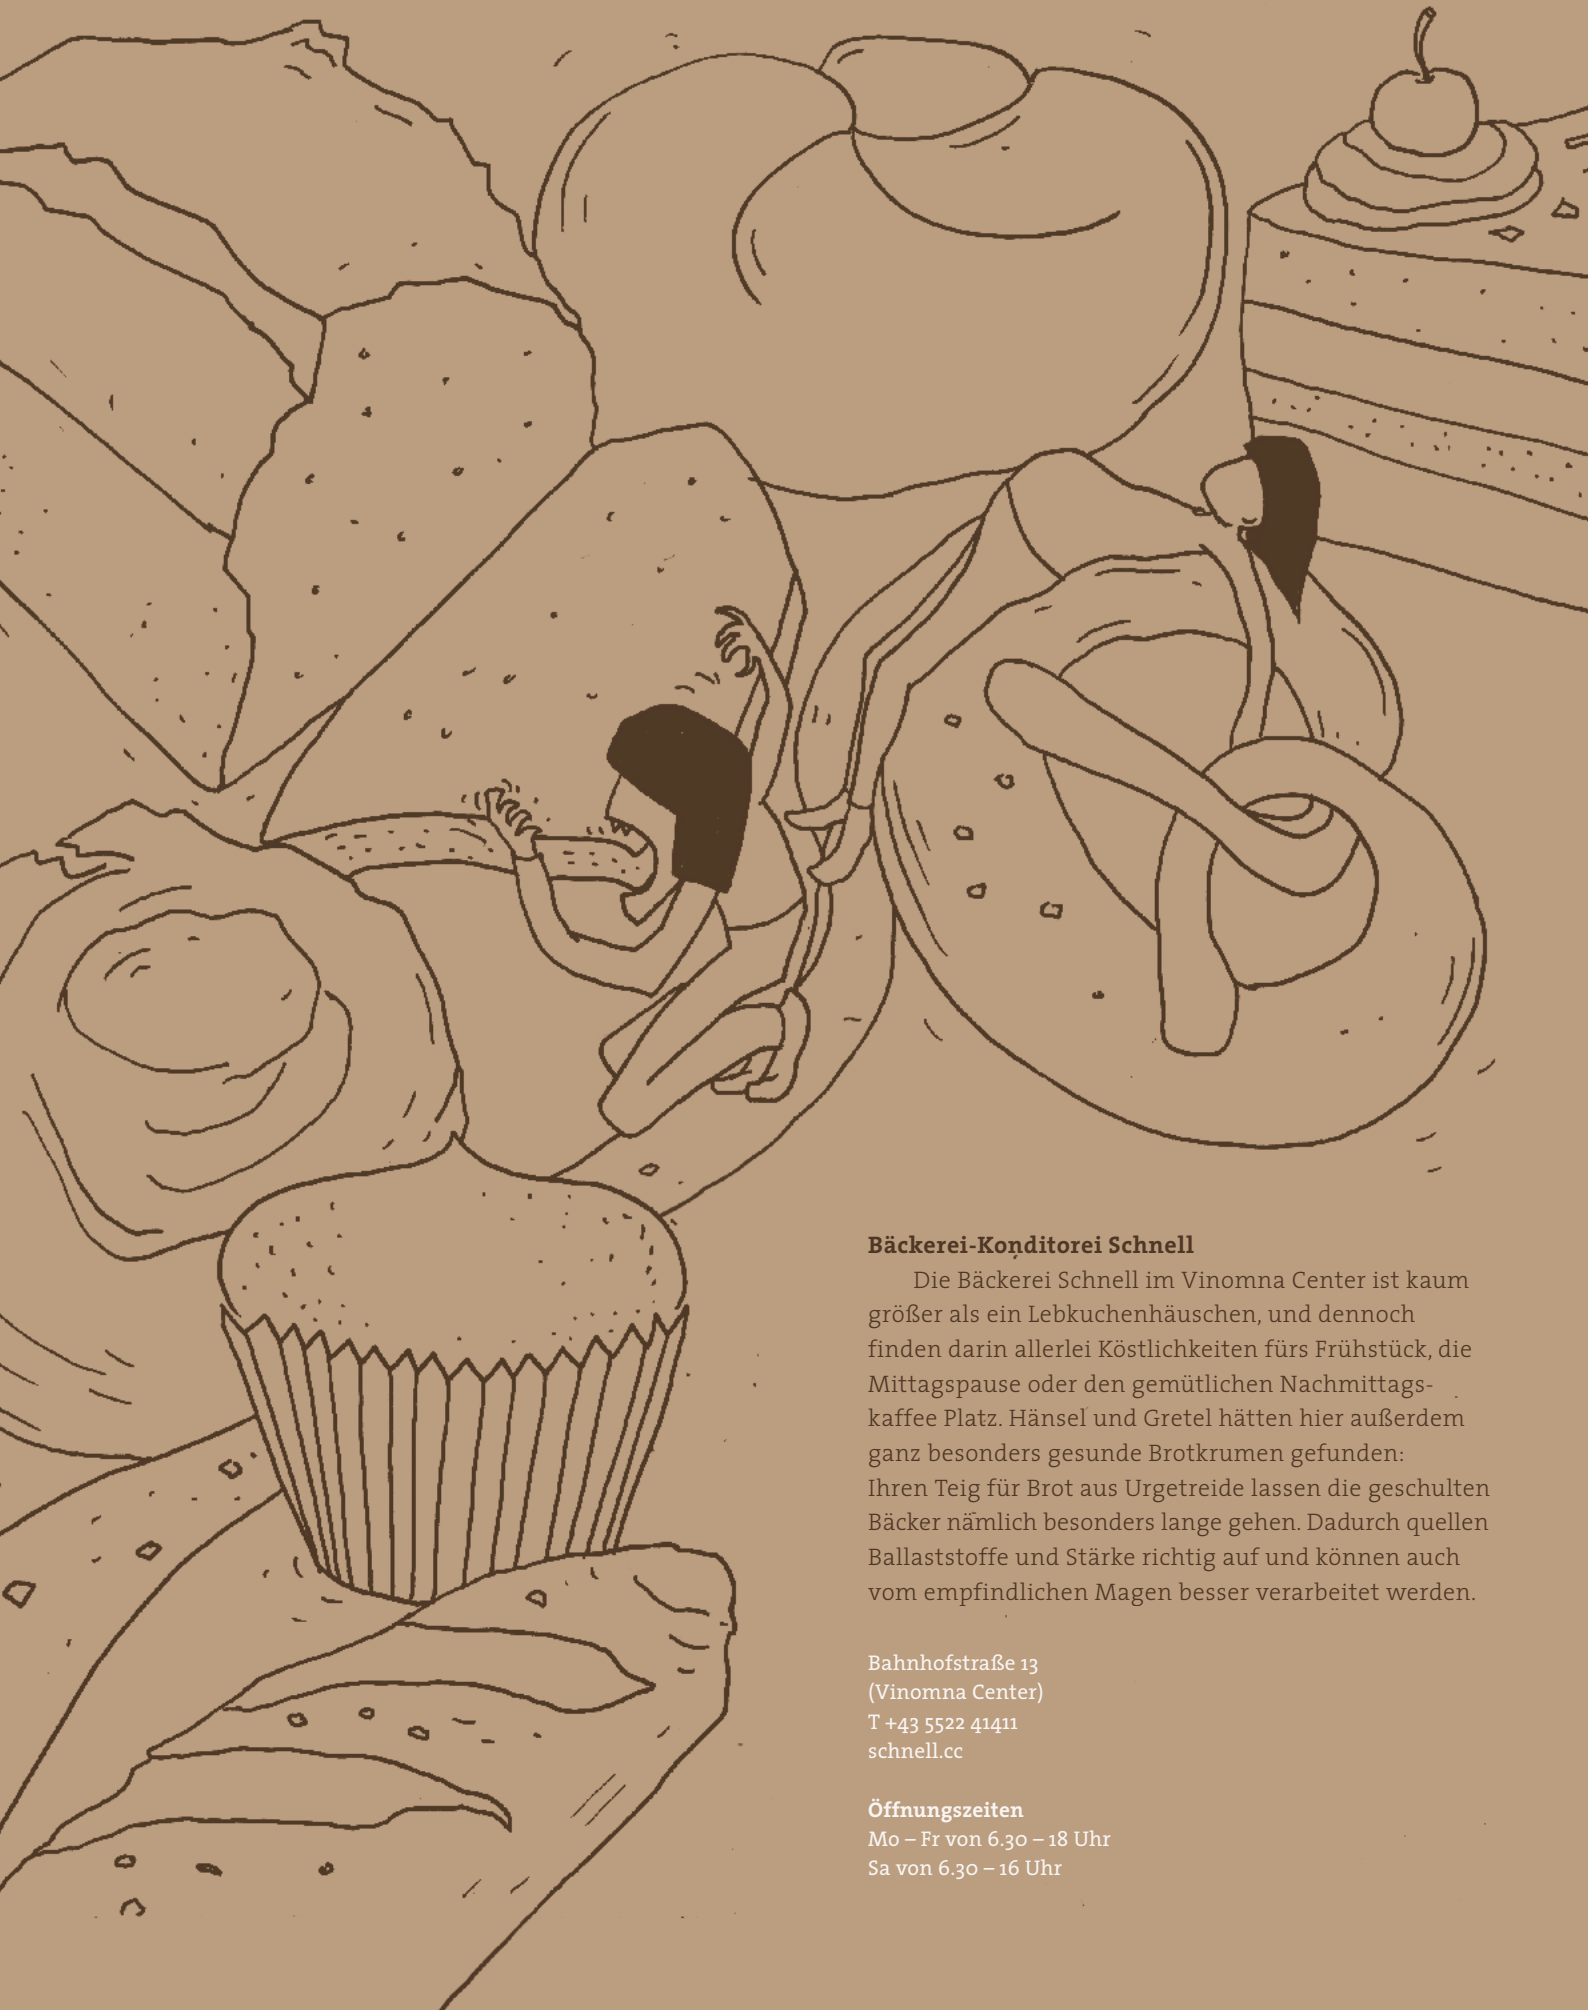 Bäckerei-Konditorei Schnell
Die Bäckerei Schnell im Vinomna Center ist kaum
größer als ein Lebkuchenhäuschen, und dennoch
finden darin allerlei Köstlichkeiten fürs Frühstück, die
Mittagspause oder den gemütlichen Nachmittags-
kaffee Platz. Hänsel und Gretel hätten hier außerdem
ganz besonders gesunde Brotkrumen gefunden:
Ihren Teig für Brot aus Urgetreide lassen die geschulten
Bäcker nämlich besonders lange gehen. Dadurch quellen
Ballaststoffe und Stärke richtig auf und können auch
vom empfindlichen Magen besser verarbeitet werden.
Bahnhofstraße 13
(Vinomna Center)
T +43 5522 41411
schnell.cc
Öffnungszeiten
Mo – Fr von 6.30 – 18 Uhr
Sa von 6.30 – 16 Uhr